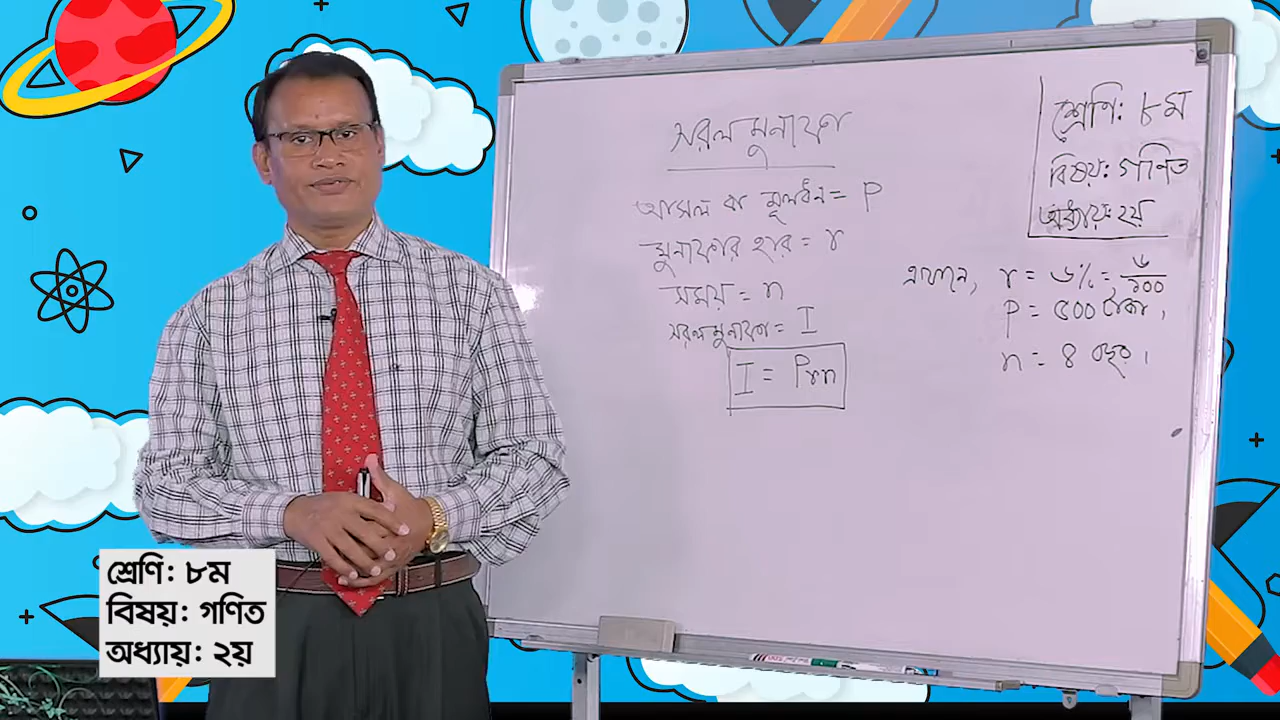 সরল মুনাফা
আসল বা মূলধন = P
মুনাফার হার = r
সময় = n
সরল মুনাফা = I
I = Prn
শ্রেণি: ৮ম
বিষয়: গণিত
অধ্যায়: ২য়
এখানে, r = ৬% = ৬/১০০
P = ৫০০ টাকা,
n = ৪ বছর।
শ্রেণি: ৮ম
বিষয়: গণিত
অধ্যায়: ২য়